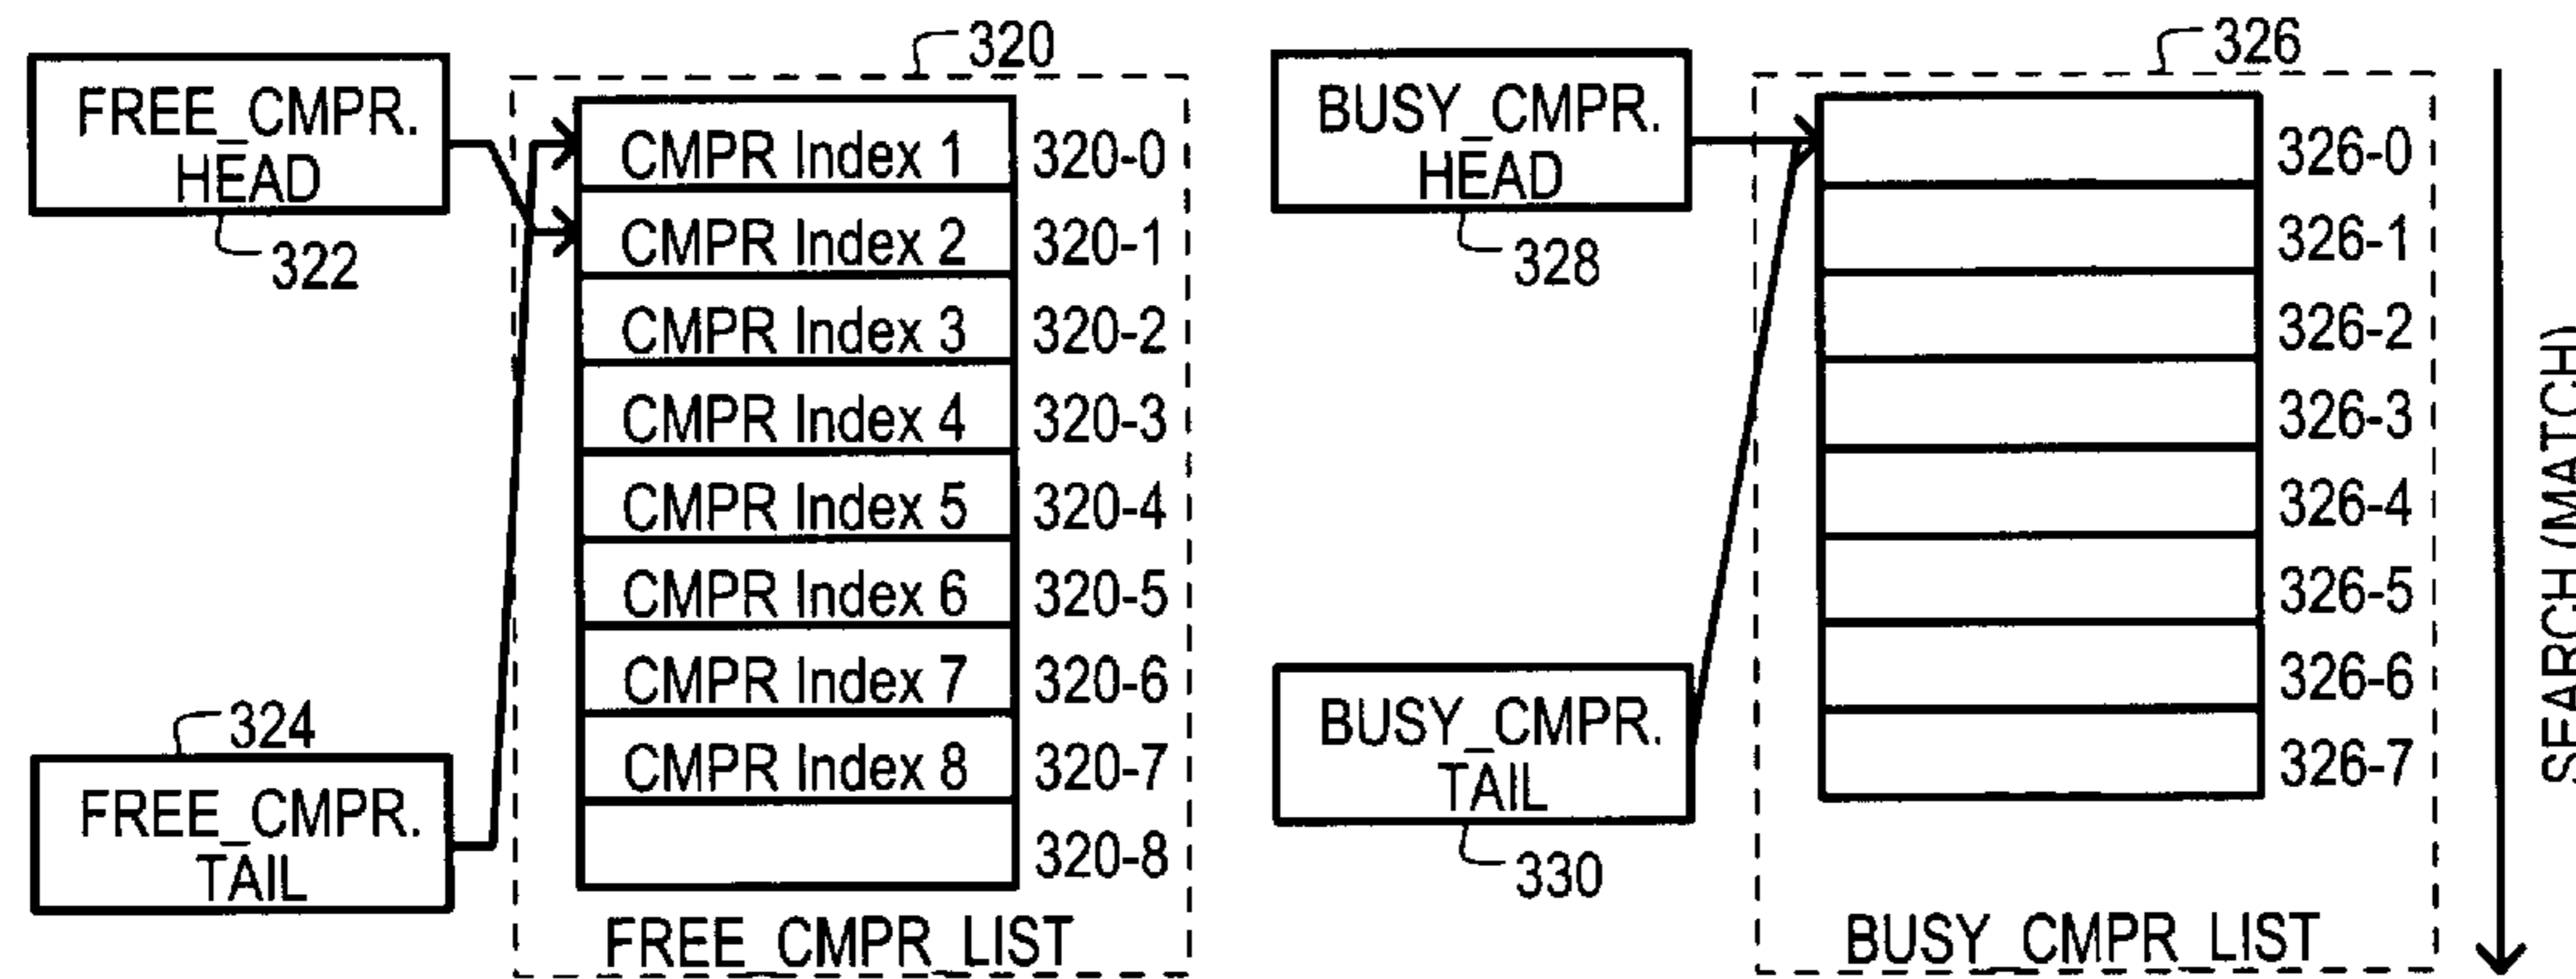 320
FREE_CMPR.
HEAD
322
CMPR Index 1 320-0
CMPR Index 2 320-1
CMPR Index 3 320-2
CMPR Index 4 320-3
CMPR Index 5 320-4
CMPR Index 6 320-5
CMPR Index 7 320-6
CMPR Index 8 320-7
320-8
324
FREE_CMPR.
TAIL
FREE_CMPR_LIST
326
BUSY_CMPR.
HEAD
328
326-0
326-1
326-2
326-3
326-4
326-5
326-6
326-7
BUSY_CMPR.
TAIL
330
BUSY_CMPR_LIST
SEARCH (MATCH)